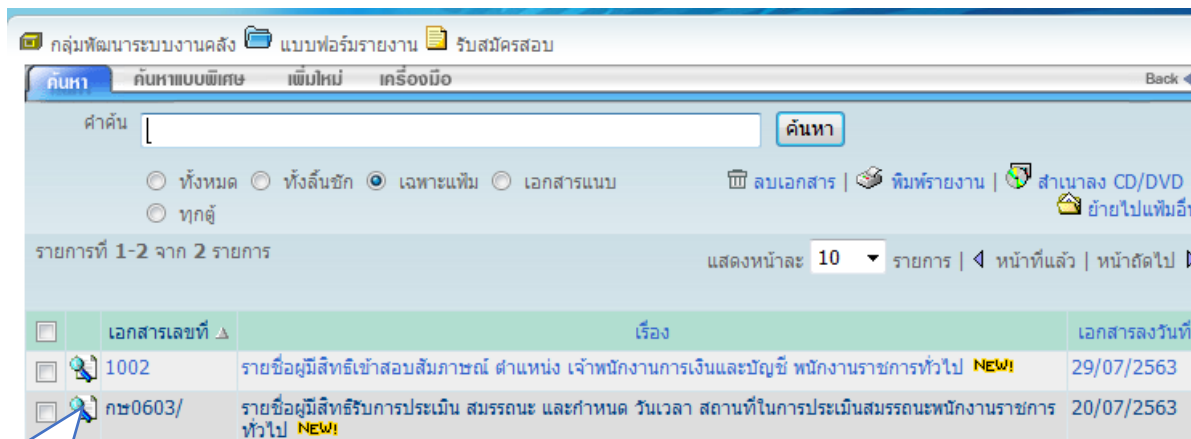 กลุ่มพัฒนาระบบงานคลัง แบบฟอร์มรายงาน รับสมัครสอบ
ค้นหา ค้นหาแบบพิเศษ เพิ่มใหม่ เครื่องมือ Back
คำค้น ค้นหา
ทั้งหมด ทั้งลิ้นชัก เฉพาะแฟ้ม เอกสารแนบ ลบเอกสาร | พิมพ์รายงาน | สำเนาลง CD/DVD
ทุกตู้ ย้ายไปแฟ้มอื่น
รายการที่ 1-2 จาก 2 รายการ
แสดงหน้าละ 10 รายการ | หน้าที่แล้ว | หน้าถัดไป
เอกสารเลขที่ เรื่อง เอกสารลงวันที่
1002 รายชื่อผู้มีสิทธิเข้าสอบสัมภาษณ์ ตำแหน่ง เจ้าพนักงานการเงินและบัญชี พนักงานราชการทั่วไป NEW! 29/07/2563
กษ0603/ รายชื่อผู้มีสิทธิรับการประเมิน สมรรถนะ และกำหนด วันเวลา สถานที่ในการประเมินสมรรถนะพนักงานราชการ 20/07/2563
ทั่วไป NEW!